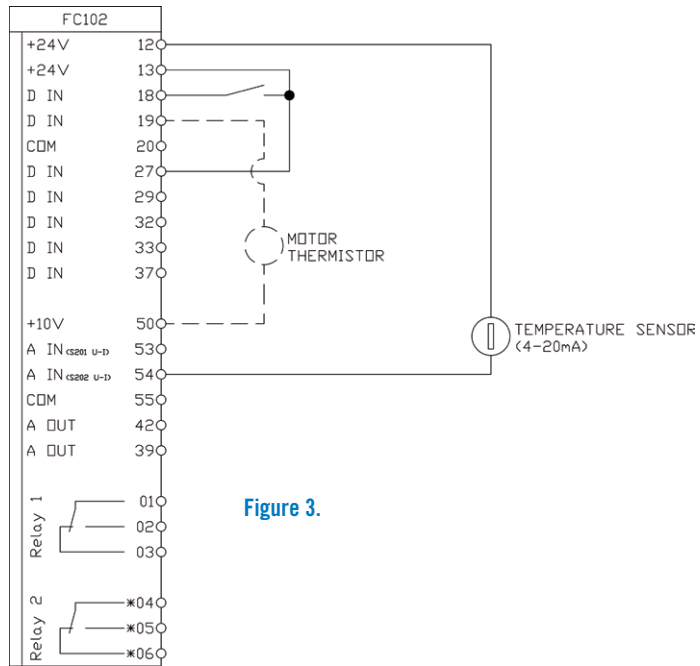 FC102
+24V 12
+24V 13
D IN 18
D IN 19
COM 20
D IN 27
D IN 29
D IN 32
D IN 33
D IN 37
MOTOR
THERMISTOR
+10V 50
A IN (S201 U-I) 53
A IN (S202 U-I) 54
COM 55
A OUT 42
A OUT 39
TEMPERATURE SENSOR
(4-20mA)
Relay 1
01
02
03
Figure 3.
Relay 2
*04
*05
*06